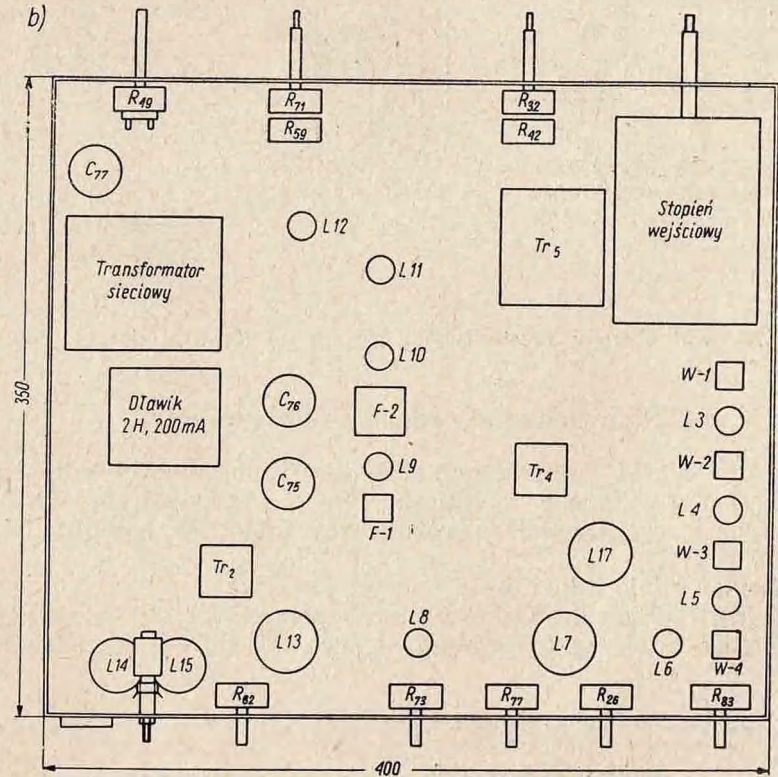 b)
R49
R71
R59
R32
R42
C77
Stopień
wejściowy
Tr5
L12
L11
Transformator
sieciowy
L10
W-1
Dławik
2H, 200mA
C76
F-2
L3
350
L9
Tr4
W-2
C75
F-1
L4
L17
W-3
Tr2
L5
L8
L14
L15
L13
L7
L6
W-4
R82
R73
R77
R26
R83
400